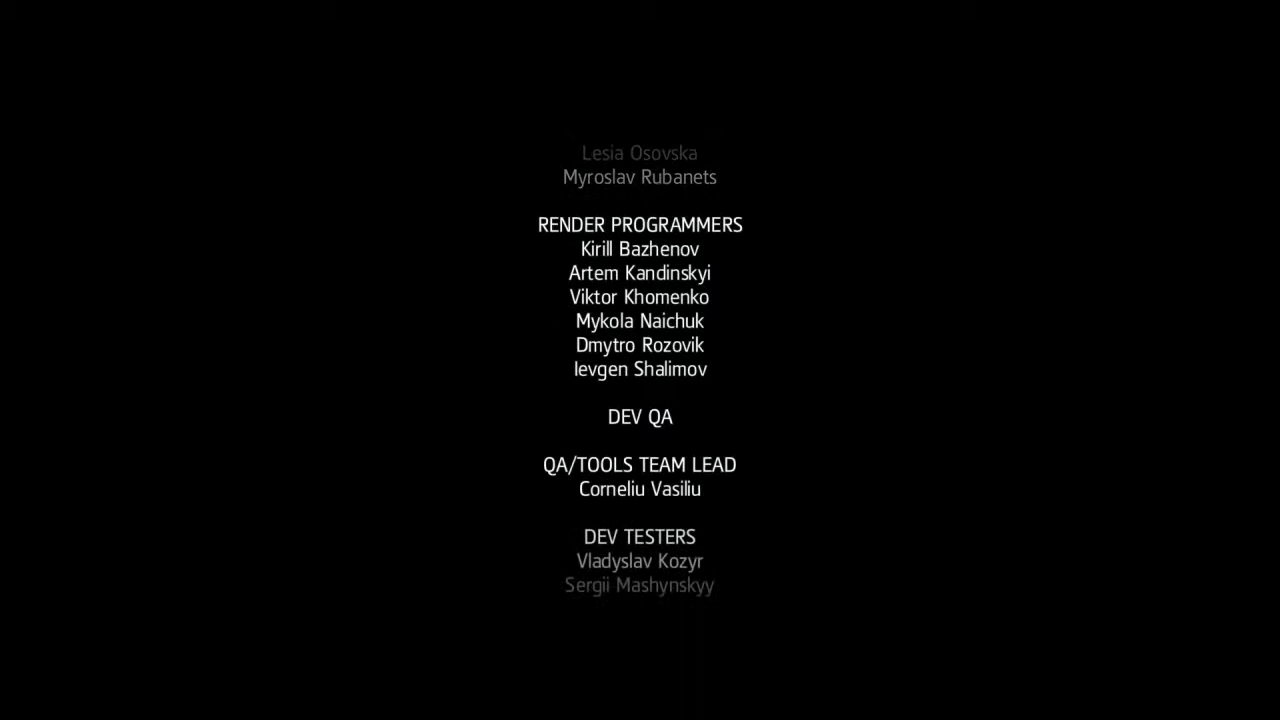 Lesia Osovska
Myroslav Rubanets
RENDER PROGRAMMERS
Kirill Bazhenov
Artem Kandinskyi
Viktor Khomenko
Mykola Naichuk
Dmytro Rozovik
Ievgen Shalimov
DEV QA
QA/TOOLS TEAM LEAD
Corneliu Vasiliu
DEV TESTERS
Vladyslav Kozyr
Sergii Mashynskyy